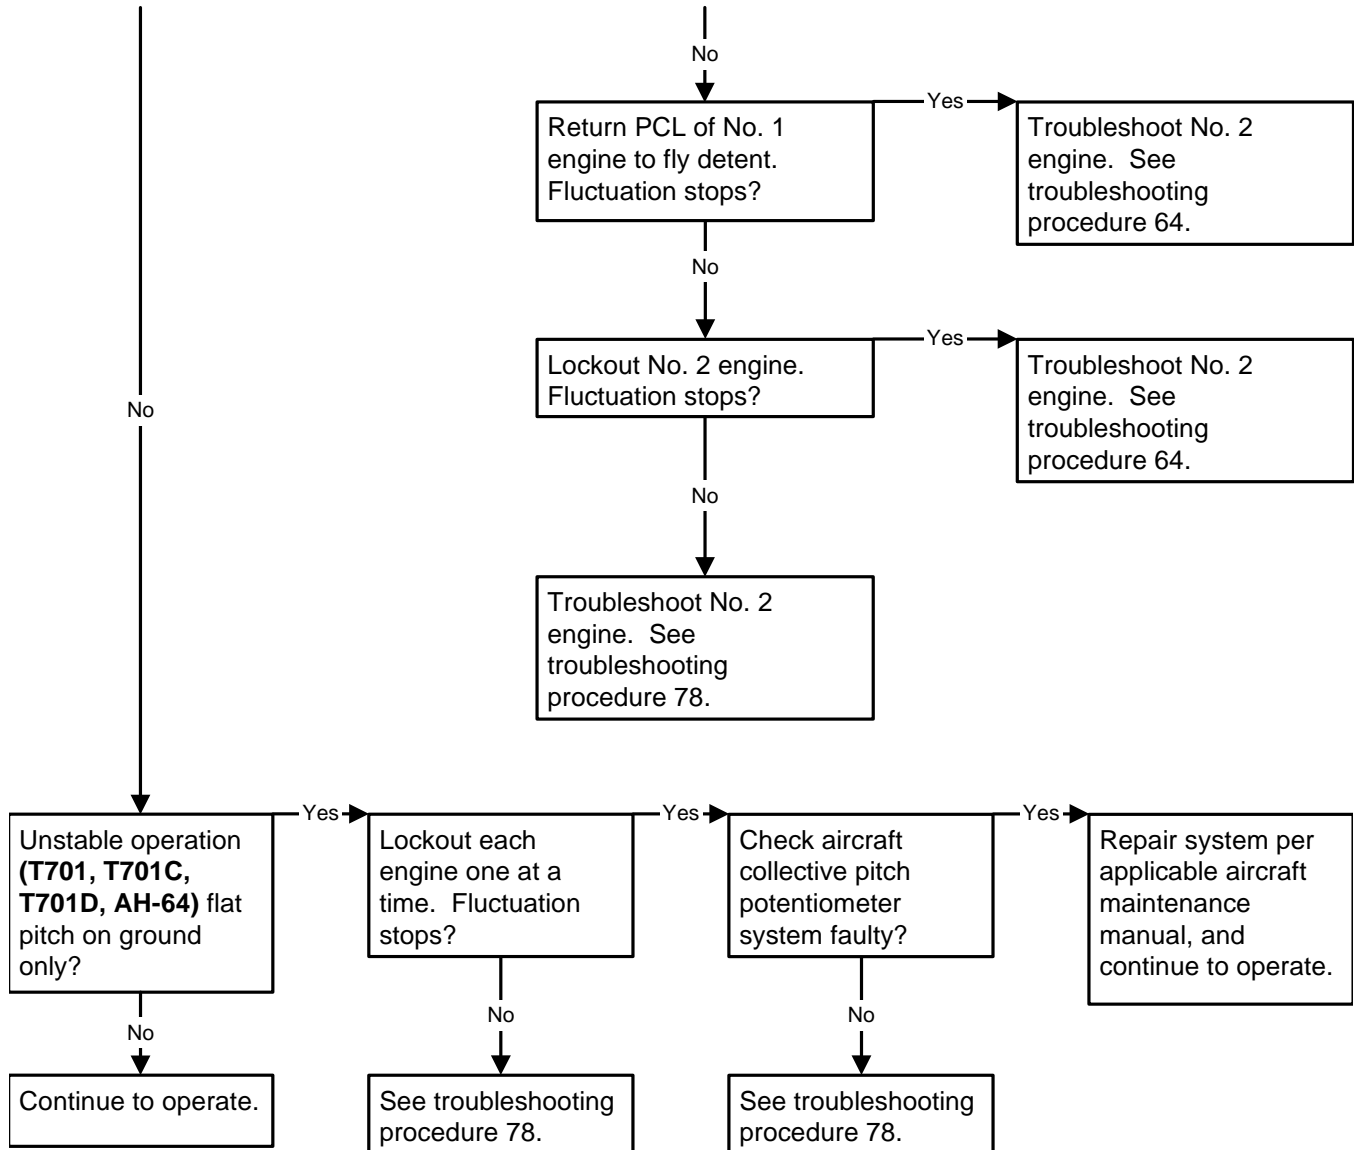 No
Return PCL of No. 1
engine to fly detent.
Fluctuation stops?
Yes
Troubleshoot No. 2
engine.  See
troubleshooting
procedure 64.
No
Lockout No. 2 engine.
Fluctuation stops?
Yes
Troubleshoot No. 2
engine.  See
troubleshooting
procedure 64.
No
No
Troubleshoot No. 2
engine.  See
troubleshooting
procedure 78.
Unstable operation
(T701, T701C,
T701D, AH-64) flat
pitch on ground
only?
Yes
Lockout each
engine one at a
time.  Fluctuation
stops?
Yes
Check aircraft
collective pitch
potentiometer
system faulty?
Yes
Repair system per
applicable aircraft
maintenance
manual, and
continue to operate.
No
No
No
Continue to operate.
See troubleshooting
procedure 78.
See troubleshooting
procedure 78.